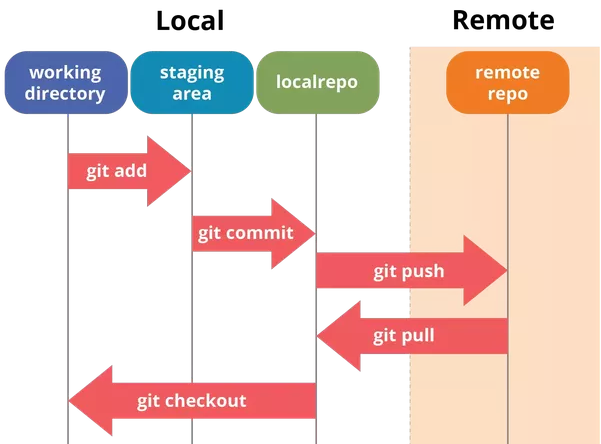 Local
Remote
working
directory
staging
area
localrepo
remote
repo
git add
git commit
git push
git pull
git checkout